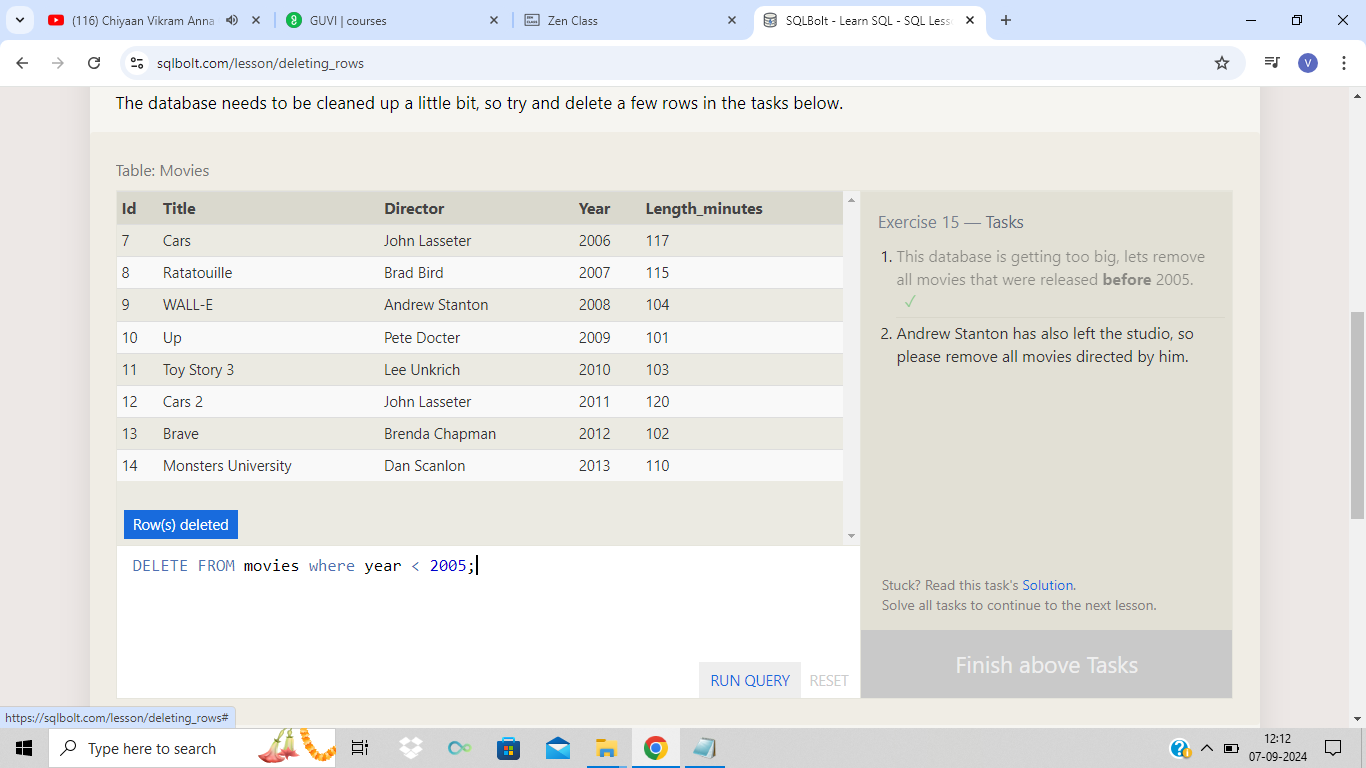 (116) Chiyaan Vikram Anna
GUVI | courses
Zen Class
SQLBolt - Learn SQL - SQL Less
sqlbolt.com/lesson/deleting_rows
V
The database needs to be cleaned up a little bit, so try and delete a few rows in the tasks below.
Table: Movies
Id Title Director Year Length_minutes
7 Cars John Lasseter 2006 117
8 Ratatouille Brad Bird 2007 115
9 WALL-E Andrew Stanton 2008 104
10 Up Pete Docter 2009 101
11 Toy Story 3 Lee Unkrich 2010 103
12 Cars 2 John Lasseter 2011 120
13 Brave Brenda Chapman 2012 102
14 Monsters University Dan Scanlon 2013 110
Row(s) deleted
DELETE FROM movies where year < 2005;
RUN QUERY RESET
Exercise 15 — Tasks
1. This database is getting too big, lets remove
all movies that were released before 2005.
✓
2. Andrew Stanton has also left the studio, so
please remove all movies directed by him.
Stuck? Read this task's Solution.
Solve all tasks to continue to the next lesson.
Finish above Tasks
https://sqlbolt.com/lesson/deleting_rows#
Type here to search
12:12
07-09-2024